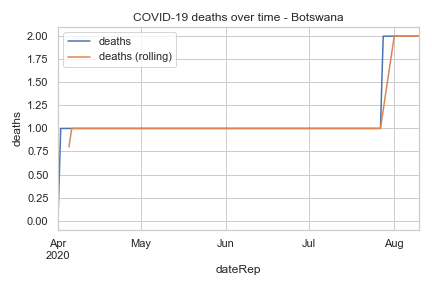 COVID-19 deaths over time - Botswana
deaths
deaths (rolling)
2.00
1.75
1.50
1.25
1.00
0.75
0.50
0.25
0.00
deaths
Apr May Jun Jul Aug
2020
dateRep